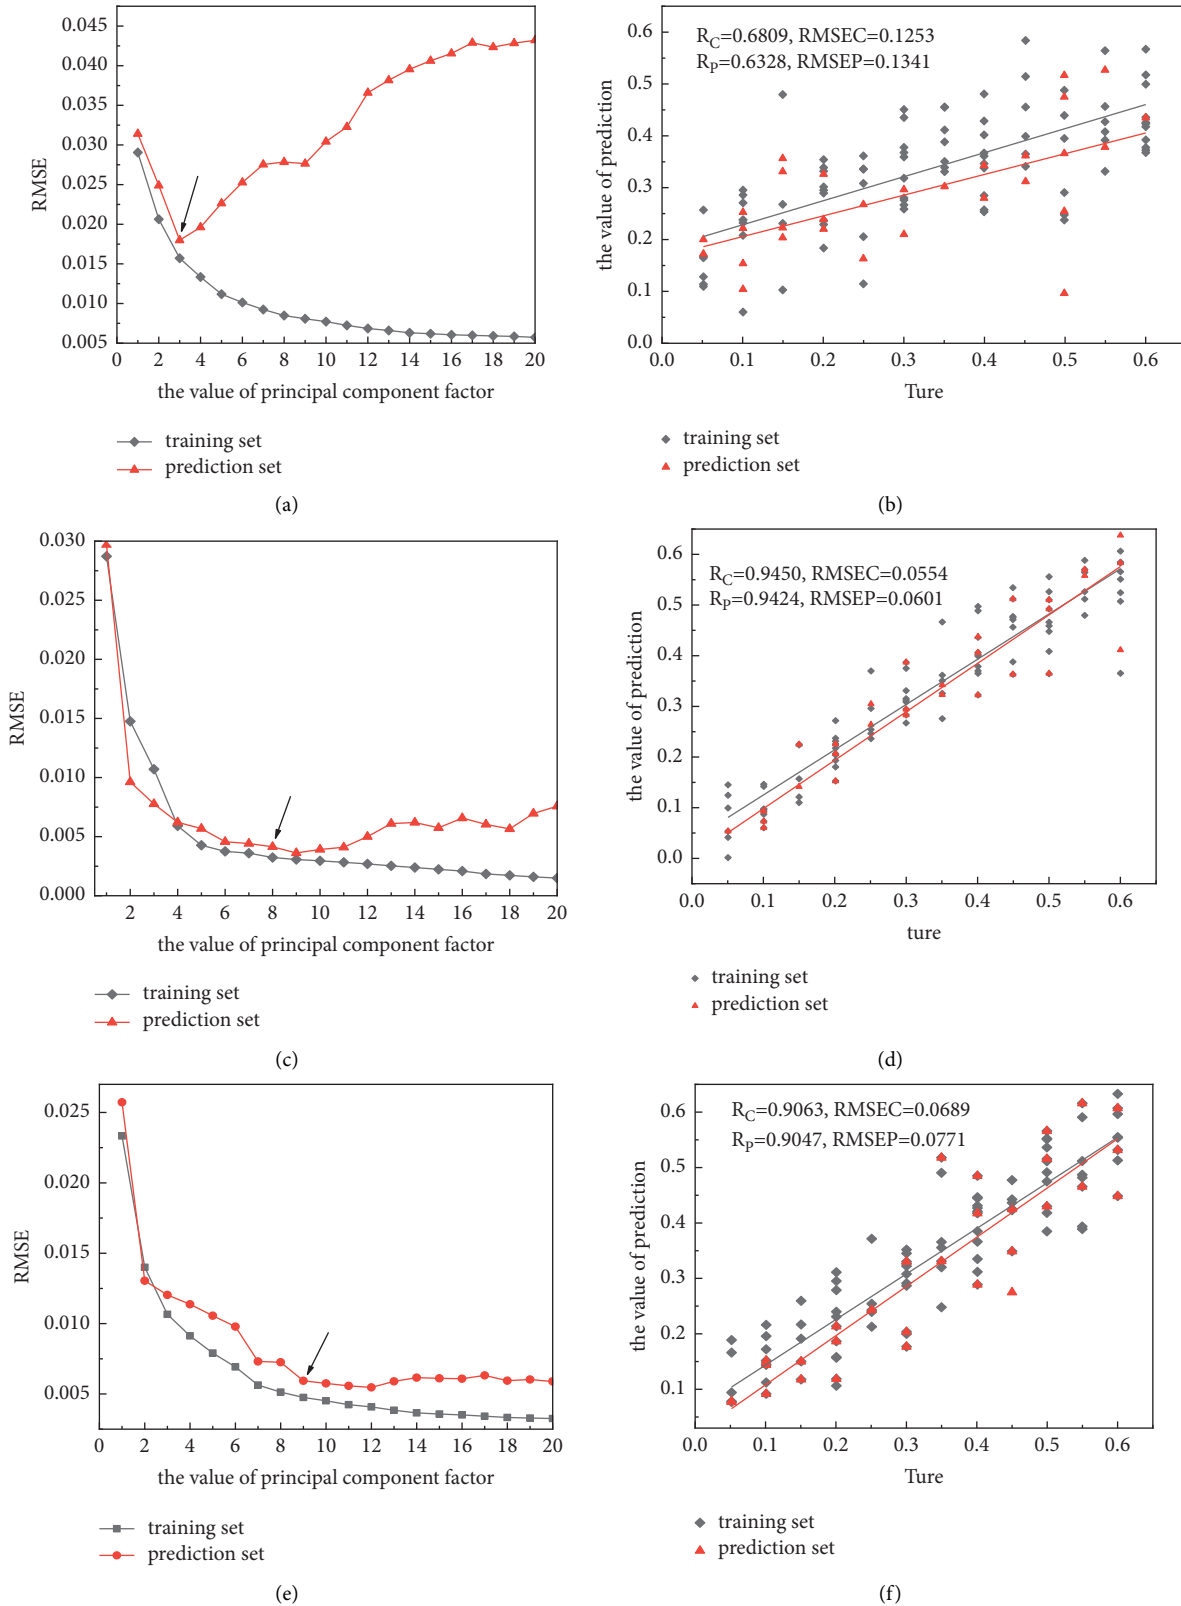 0.045
0.040
0.035
0.030
0.025
0.020
0.015
0.010
0.005
RMSE
0 2 4 6 8 10 12 14 16 18 20
the value of principal component factor
training set
prediction set
(a)
R_C=0.6809, RMSEC=0.1253
R_P=0.6328, RMSEP=0.1341
0.6
0.5
0.4
0.3
0.2
0.1
0.0
the value of prediction
0.1 0.2 0.3 0.4 0.5 0.6
Ture
training set
prediction set
(b)
0.030
0.025
0.020
0.015
0.010
0.005
0.000
RMSE
2 4 6 8 10 12 14 16 18 20
the value of principal component factor
training set
prediction set
(c)
R_C=0.9450, RMSEC=0.0554
R_P=0.9424, RMSEP=0.0601
0.6
0.5
0.4
0.3
0.2
0.1
0.0
the value of prediction
0.0 0.1 0.2 0.3 0.4 0.5 0.6
ture
training set
prediction set
(d)
0.025
0.020
0.015
0.010
0.005
RMSE
0 2 4 6 8 10 12 14 16 18 20
the value of principal component factor
training set
prediction set
(e)
R_C=0.9063, RMSEC=0.0689
R_P=0.9047, RMSEP=0.0771
0.6
0.5
0.4
0.3
0.2
0.1
the value of prediction
0.0 0.1 0.2 0.3 0.4 0.5 0.6
Ture
training set
prediction set
(f)